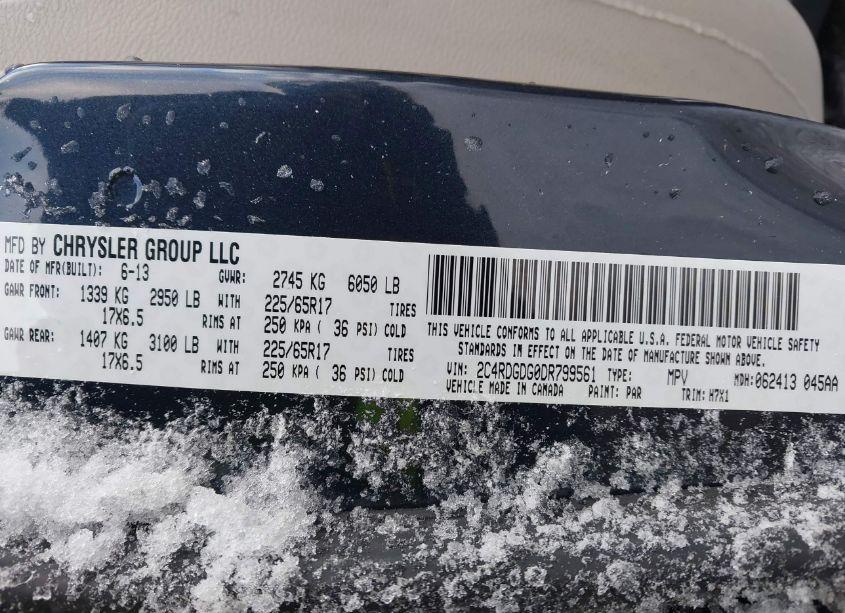 MFD BY CHRYSLER GROUP LLC
DATE OF MFR(BUILT): 6-13 GVWR: 2745 KG 6050 LB
GAWR FRONT: 1339 KG 2950 LB WITH 225/65R17 TIRES
17X6.5 RIMS AT 250 KPA ( 36 PSI) COLD
GAWR REAR: 1407 KG 3100 LB WITH 225/65R17 TIRES
17X6.5 RIMS AT 250 KPA ( 36 PSI) COLD
THIS VEHICLE CONFORMS TO ALL APPLICABLE U.S.A. FEDERAL MOTOR VEHICLE SAFETY
STANDARDS IN EFFECT ON THE DATE OF MANUFACTURE SHOWN ABOVE.
VIN: 2C4RDGDG0DR799561 TYPE: MPV MDH:062413 045AA
VEHICLE MADE IN CANADA PAINT: PAR TRIM: H7X1